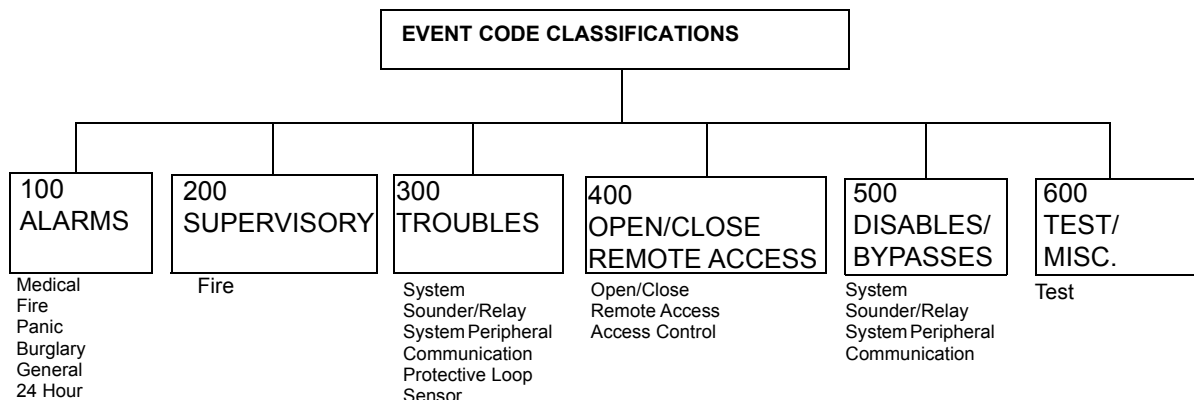 EVENT CODE CLASSIFICATIONS
100
ALARMS
Medical
Fire
Panic
Burglary
General
24 Hour
200
SUPERVISORY
Fire
300
TROUBLES
System
Sounder/Relay
System Peripheral
Communication
Protective Loop
Sensor
400
OPEN/CLOSE
REMOTE ACCESS
Open/Close
Remote Access
Access Control
500
DISABLES/
BYPASSES
System
Sounder/Relay
System Peripheral
Communication
600
TEST/
MISC.
Test